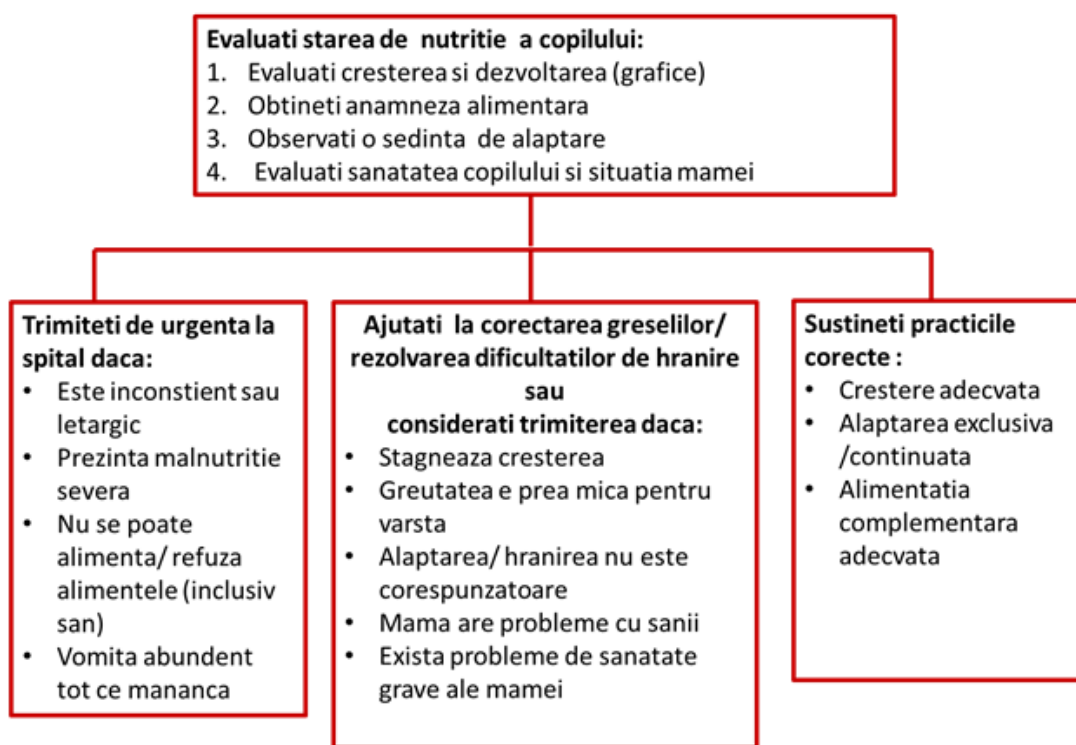 Evaluati starea de nutritie a copilului:
1. Evaluati cresterea si dezvoltarea (grafice)
2. Obtineti anamneza alimentara
3. Observati o sedinta de alaptare
4. Evaluati sanatatea copilului si situatia mamei
Trimiteti de urgenta la
spital daca:
• Este inconstient sau
letargic
• Prezinta malnutritie
severa
• Nu se poate
alimenta/ refuza
alimentele (inclusiv
san)
• Vomita abundent
tot ce mananca
Ajutati la corectarea greselilor/
rezolvarea dificultatilor de hranire
sau
considerati trimiterea daca:
• Stagneaza cresterea
• Greutatea e prea mica pentru
varsta
• Alaptarea/ hranirea nu este
corespunzatoare
• Mama are probleme cu sanii
• Exista probleme de sanatate
grave ale mamei
Sustineti practicile
corecte :
• Crestere adecvata
• Alaptarea exclusiva
/continuata
• Alimentatia
complementara
adecvata